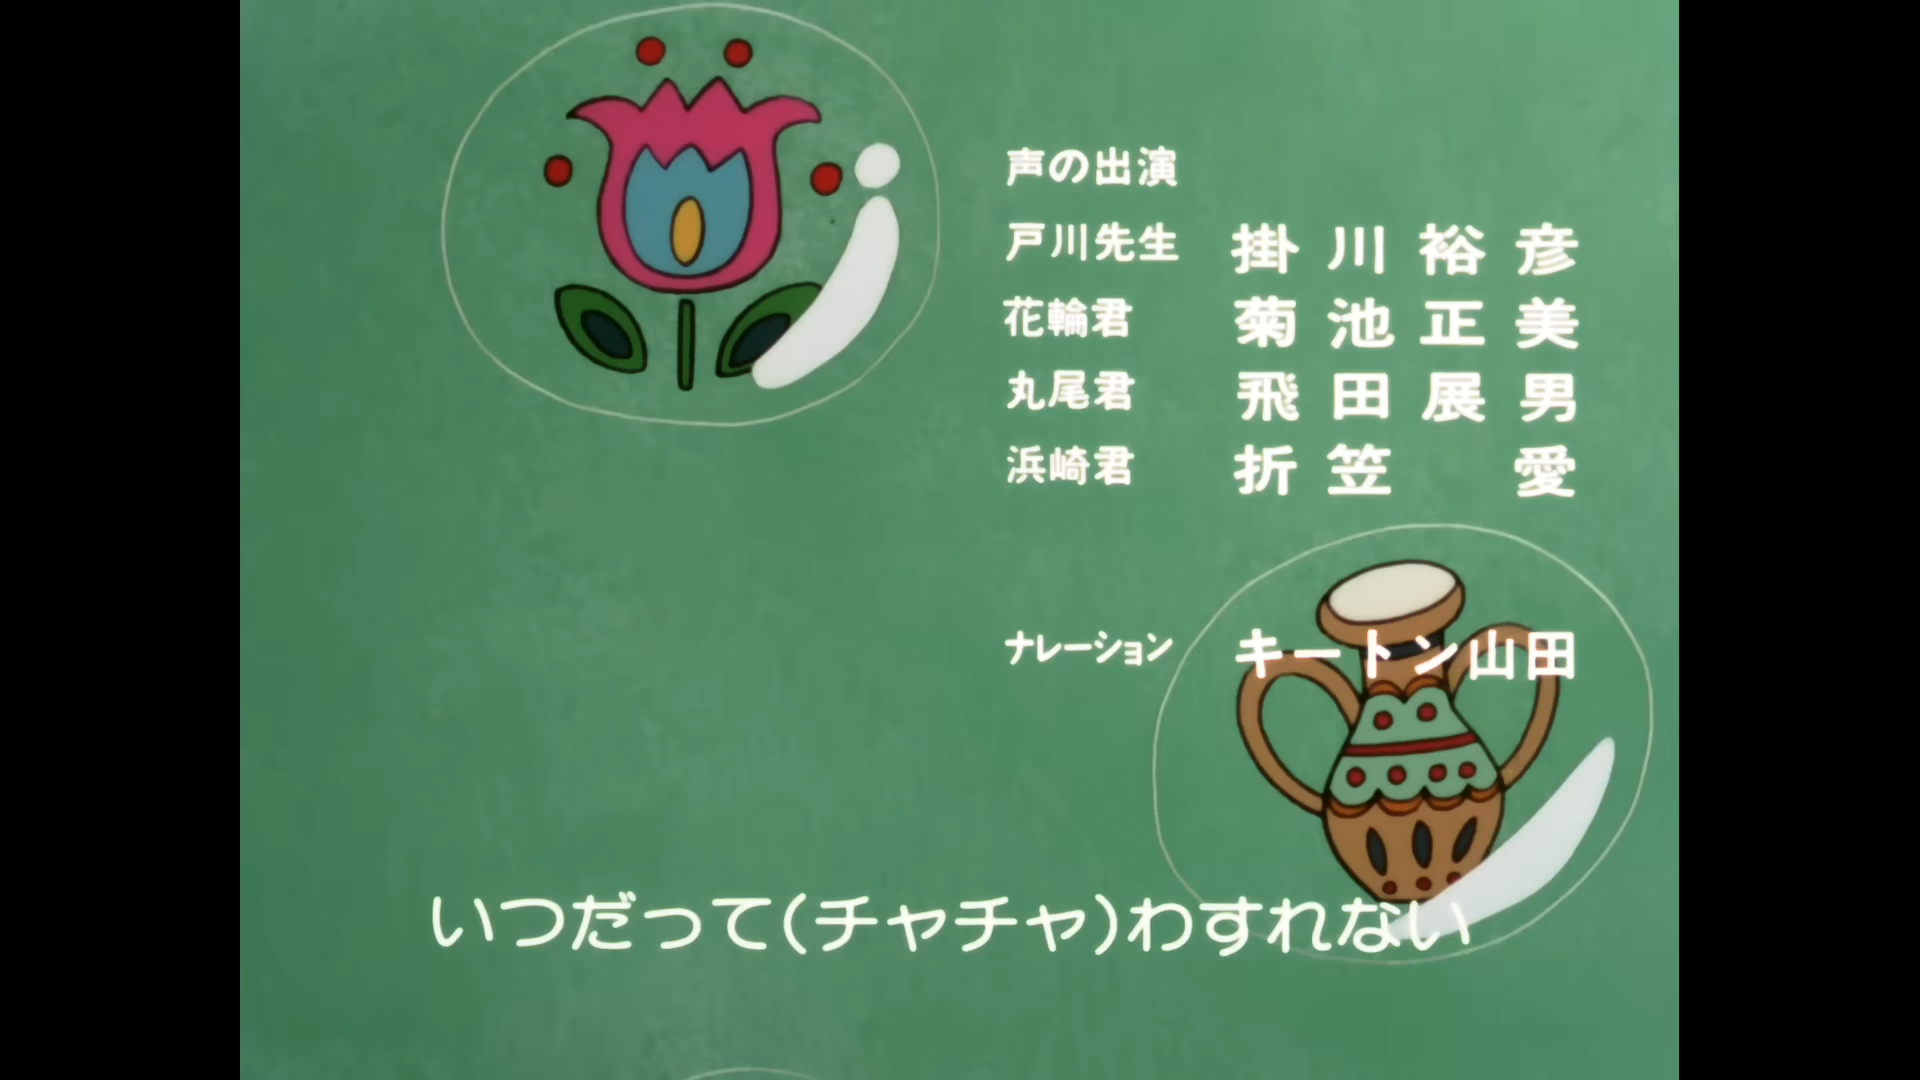 声の出演
戸川先生 掛川裕彦
花輪君 菊池正美
丸尾君 飛田展男
浜崎君 折笠 愛
ナレーション キートン山田
いつだって(チャチャ)わすれない